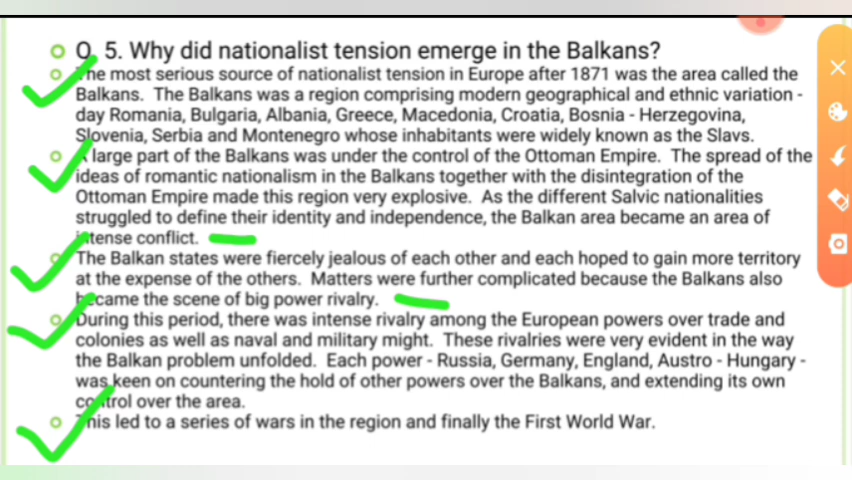 Q. 5. Why did nationalist tension emerge in the Balkans?
The most serious source of nationalist tension in Europe after 1871 was the area called the
Balkans. The Balkans was a region comprising modern geographical and ethnic variation -
day Romania, Bulgaria, Albania, Greece, Macedonia, Croatia, Bosnia - Herzegovina,
Slovenia, Serbia and Montenegro whose inhabitants were widely known as the Slavs.
A large part of the Balkans was under the control of the Ottoman Empire. The spread of the
ideas of romantic nationalism in the Balkans together with the disintegration of the
Ottoman Empire made this region very explosive. As the different Salvic nationalities
struggled to define their identity and independence, the Balkan area became an area of
intense conflict.
The Balkan states were fiercely jealous of each other and each hoped to gain more territory
at the expense of the others. Matters were further complicated because the Balkans also
became the scene of big power rivalry.
During this period, there was intense rivalry among the European powers over trade and
colonies as well as naval and military might. These rivalries were very evident in the way
the Balkan problem unfolded. Each power - Russia, Germany, England, Austro - Hungary -
was keen on countering the hold of other powers over the Balkans, and extending its own
control over the area.
This led to a series of wars in the region and finally the First World War.